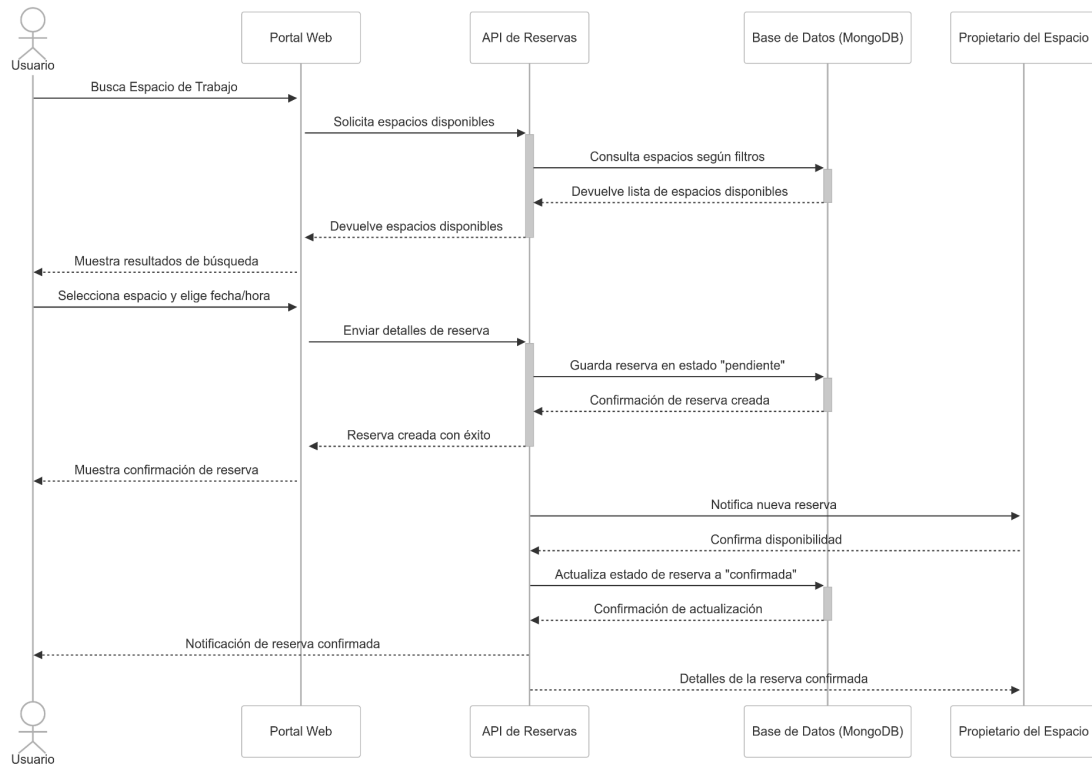 Usuario
Portal Web
API de Reservas
Base de Datos (MongoDB)
Propietario del Espacio
Busca Espacio de Trabajo
Solicita espacios disponibles
Consulta espacios según filtros
Devuelve lista de espacios disponibles
Devuelve espacios disponibles
Muestra resultados de búsqueda
Selecciona espacio y elige fecha/hora
Enviar detalles de reserva
Guarda reserva en estado "pendiente"
Confirmación de reserva creada
Reserva creada con éxito
Muestra confirmación de reserva
Notifica nueva reserva
Confirma disponibilidad
Actualiza estado de reserva a "confirmada"
Confirmación de actualización
Notificación de reserva confirmada
Detalles de la reserva confirmada
Usuario
Portal Web
API de Reservas
Base de Datos (MongoDB)
Propietario del Espacio